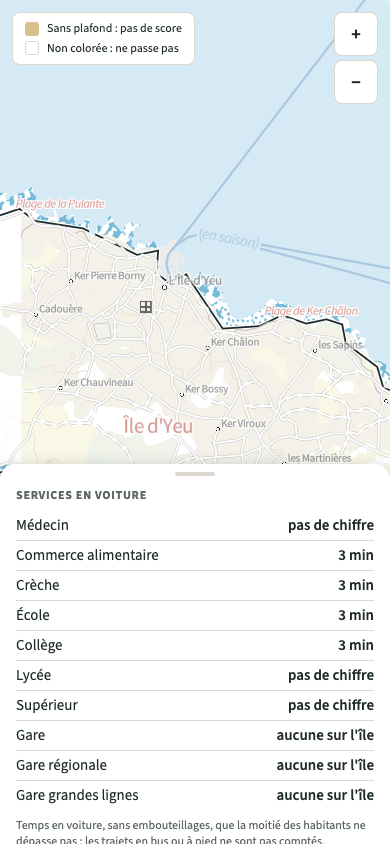 Sans plafond : pas de score
Non colorée : ne passe pas
+
−
Plage de la Pulante
(en saison)
Ker Pierre Borny
L'Île-d'Yeu
Cadouère
Plage de Ker Châlon
Ker Châlon
les Sapins
Ker Chauvineau
Ker Bossy
Île d'Yeu
Ker Viroux
les Martinières
SERVICES EN VOITURE
Médecin pas de chiffre
Commerce alimentaire 3 min
Crèche 3 min
École 3 min
Collège 3 min
Lycée pas de chiffre
Supérieur pas de chiffre
Gare aucune sur l'île
Gare régionale aucune sur l'île
Gare grandes lignes aucune sur l'île
Temps en voiture, sans embouteillages, que la moitié des habitants ne
dépasse pas : les trajets en bus ou à pied ne sont pas comptés.